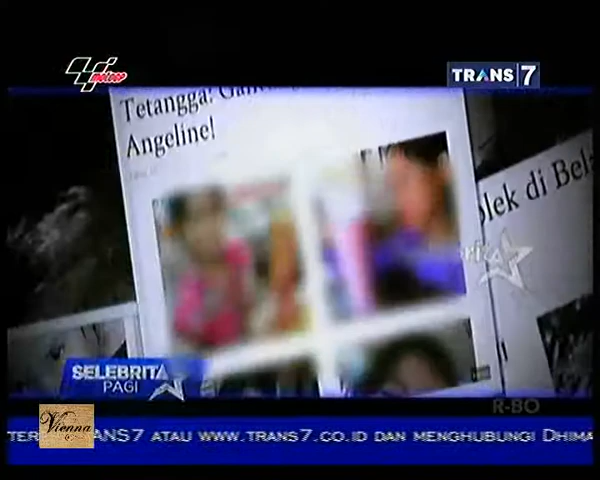 motoGP
TRANS 7
Tetangga:
Angeline!
di Bel
SELEBRITA
PAGI
R-BO
Vienna
ANS7 ATAU WWW.TRANS7.CO.ID DAN MENGHUBUNGI DHIMA